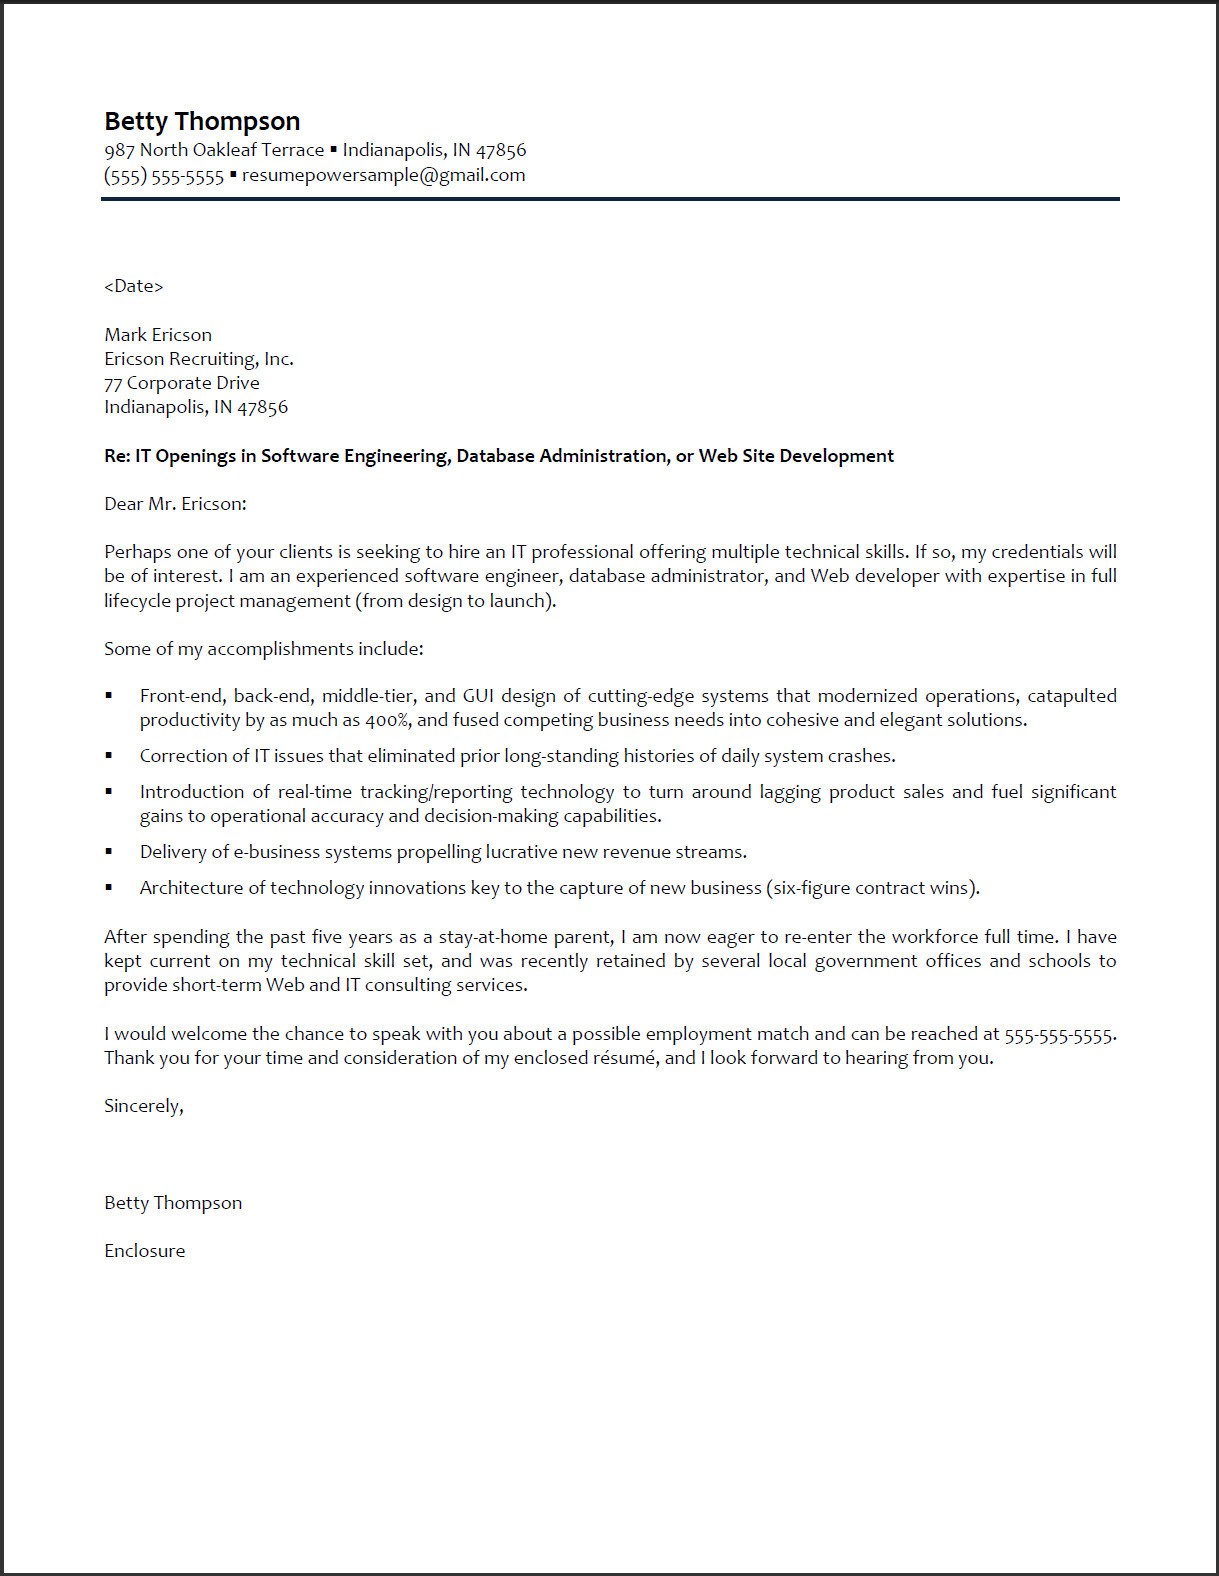 Betty Thompson
987 North Oakleaf Terrace ▪ Indianapolis, IN 47856
(555) 555-5555 ▪ resumepowersample@gmail.com
<Date>
Mark Ericson
Ericson Recruiting, Inc.
77 Corporate Drive
Indianapolis, IN 47856
Re: IT Openings in Software Engineering, Database Administration, or Web Site Development
Dear Mr. Ericson:
Perhaps one of your clients is seeking to hire an IT professional offering multiple technical skills. If so, my credentials will
be of interest. I am an experienced software engineer, database administrator, and Web developer with expertise in full
lifecycle project management (from design to launch).
Some of my accomplishments include:
▪ Front-end, back-end, middle-tier, and GUI design of cutting-edge systems that modernized operations, catapulted
productivity by as much as 400%, and fused competing business needs into cohesive and elegant solutions.
▪ Correction of IT issues that eliminated prior long-standing histories of daily system crashes.
▪ Introduction of real-time tracking/reporting technology to turn around lagging product sales and fuel significant
gains to operational accuracy and decision-making capabilities.
▪ Delivery of e-business systems propelling lucrative new revenue streams.
▪ Architecture of technology innovations key to the capture of new business (six-figure contract wins).
After spending the past five years as a stay-at-home parent, I am now eager to re-enter the workforce full time. I have
kept current on my technical skill set, and was recently retained by several local government offices and schools to
provide short-term Web and IT consulting services.
I would welcome the chance to speak with you about a possible employment match and can be reached at 555-555-5555.
Thank you for your time and consideration of my enclosed résumé, and I look forward to hearing from you.
Sincerely,
Betty Thompson
Enclosure